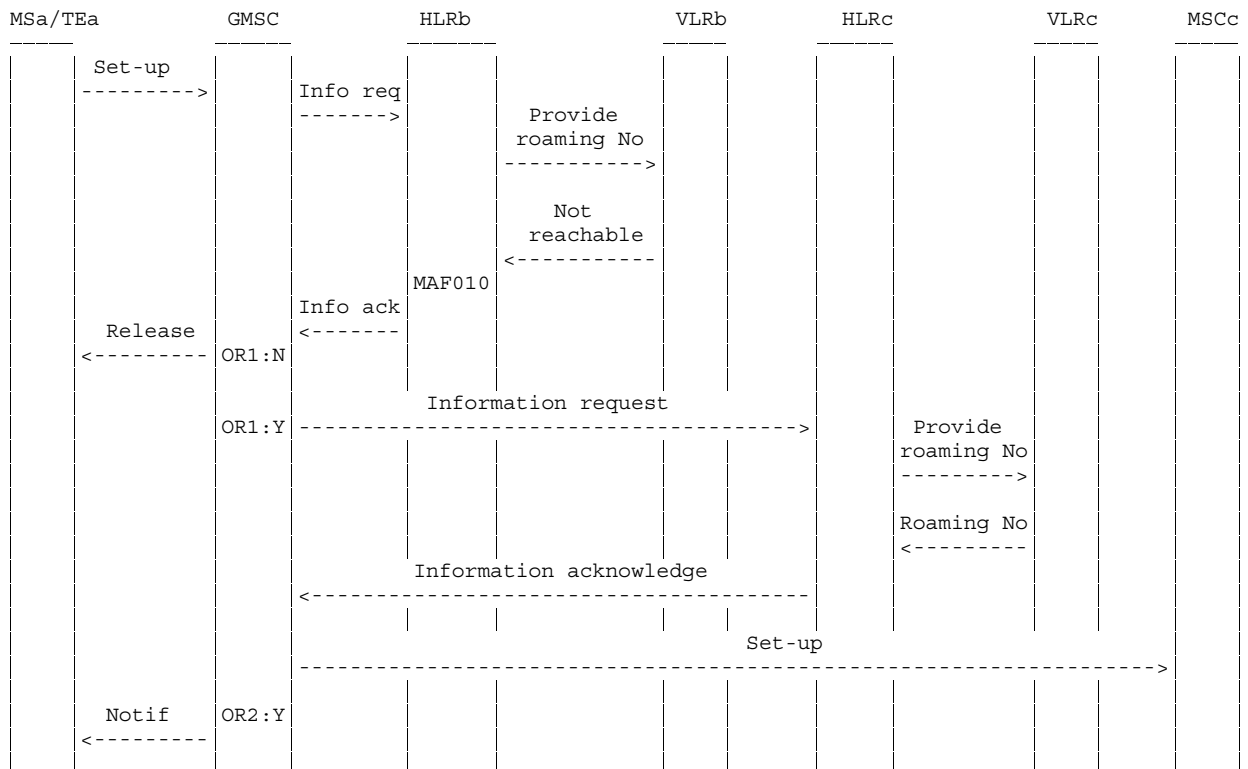 MSa/TEa GMSC HLRb VLRb HLRc VLRc MSCc
Set-up
Info req
Provide
roaming No
Not
reachable
MAF010
Info ack
Release
OR1:N
Information request
OR1:Y Provide
roaming No
Roaming No
Information acknowledge
Set-up
Notif OR2:Y